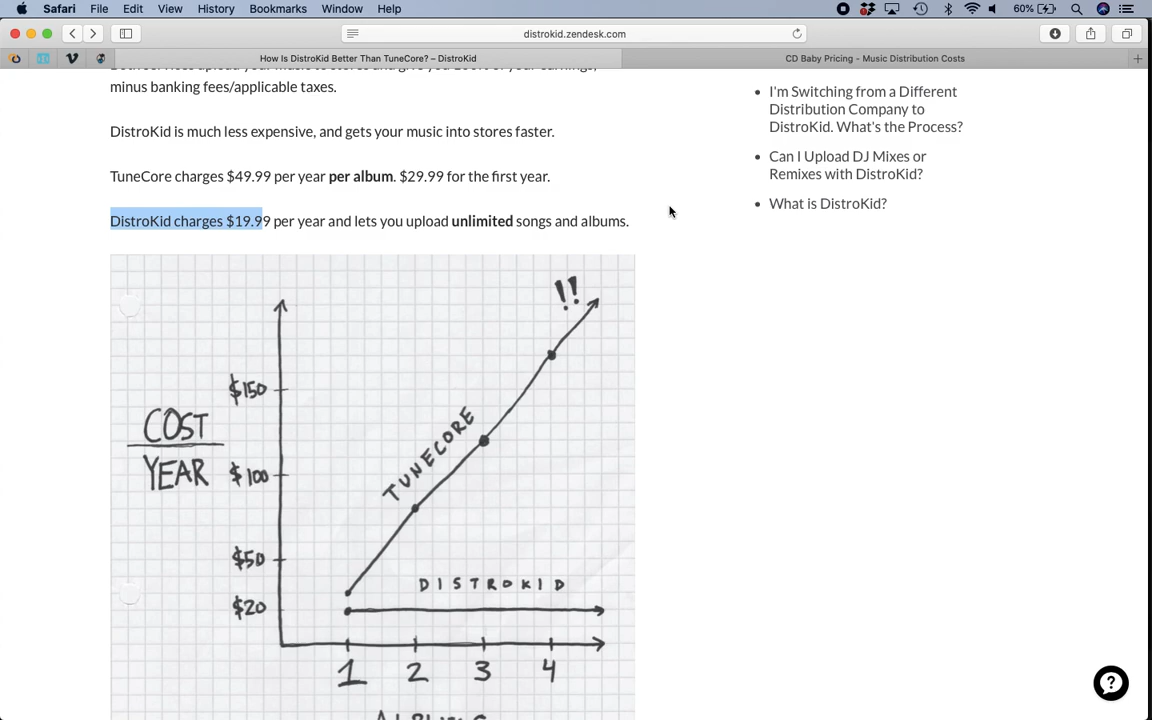 Safari File Edit View History Bookmarks Window Help 60%
distrokid.zendesk.com
How Is DistroKid Better Than TuneCore? – DistroKid
CD Baby Pricing - Music Distribution Costs
minus banking fees/applicable taxes.
DistroKid is much less expensive, and gets your music into stores faster.
TuneCore charges $49.99 per year per album. $29.99 for the first year.
DistroKid charges $19.99 per year and lets you upload unlimited songs and albums.
• I'm Switching from a Different
Distribution Company to
DistroKid. What's the Process?
• Can I Upload DJ Mixes or
Remixes with DistroKid?
• What is DistroKid?
!!
$150
COST
YEAR
TUNECORE
$100
$50
DISTROKID
$20
1 2 3 4
?